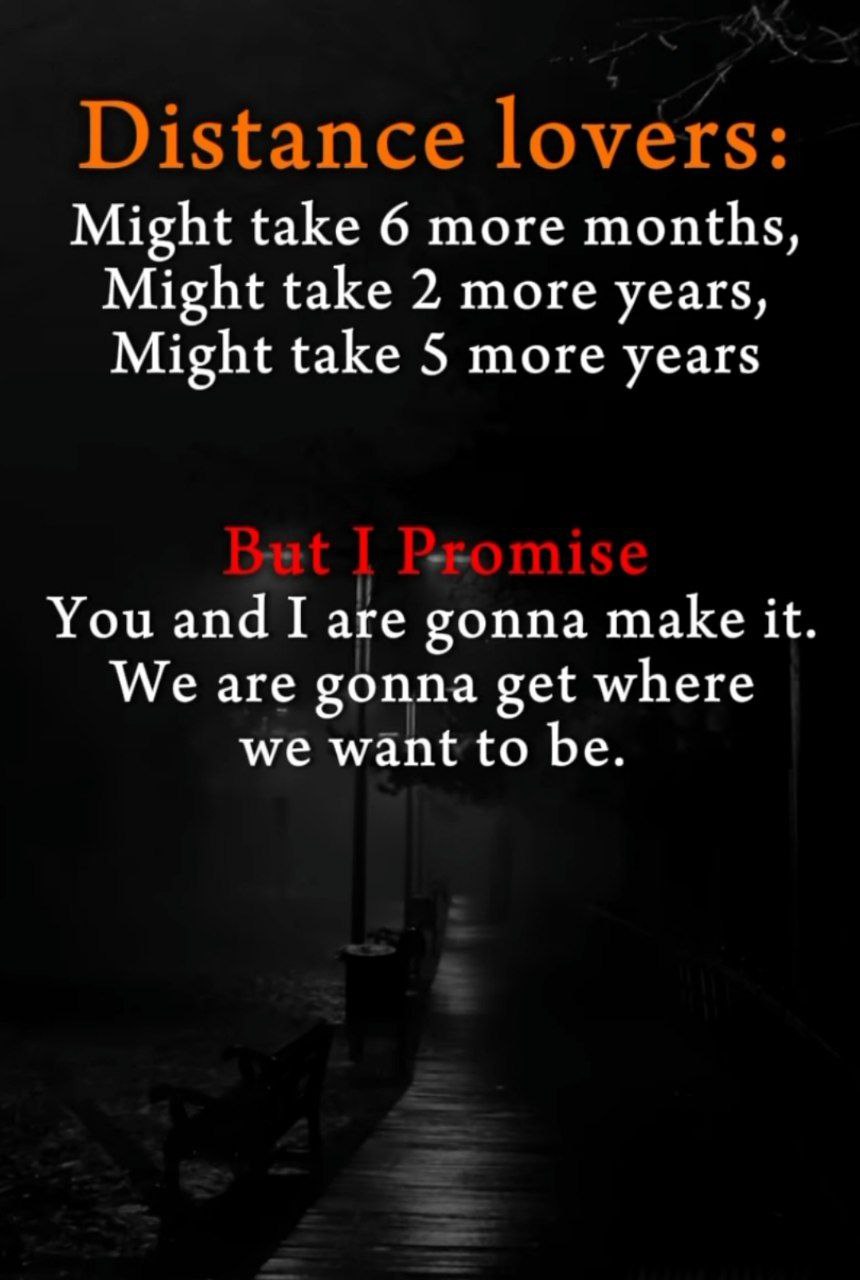 Distance lovers:
Might take 6 more months,
Might take 2 more years,
Might take 5 more years
But I Promise
You and I are gonna make it.
We are gonna get where
we want to be.